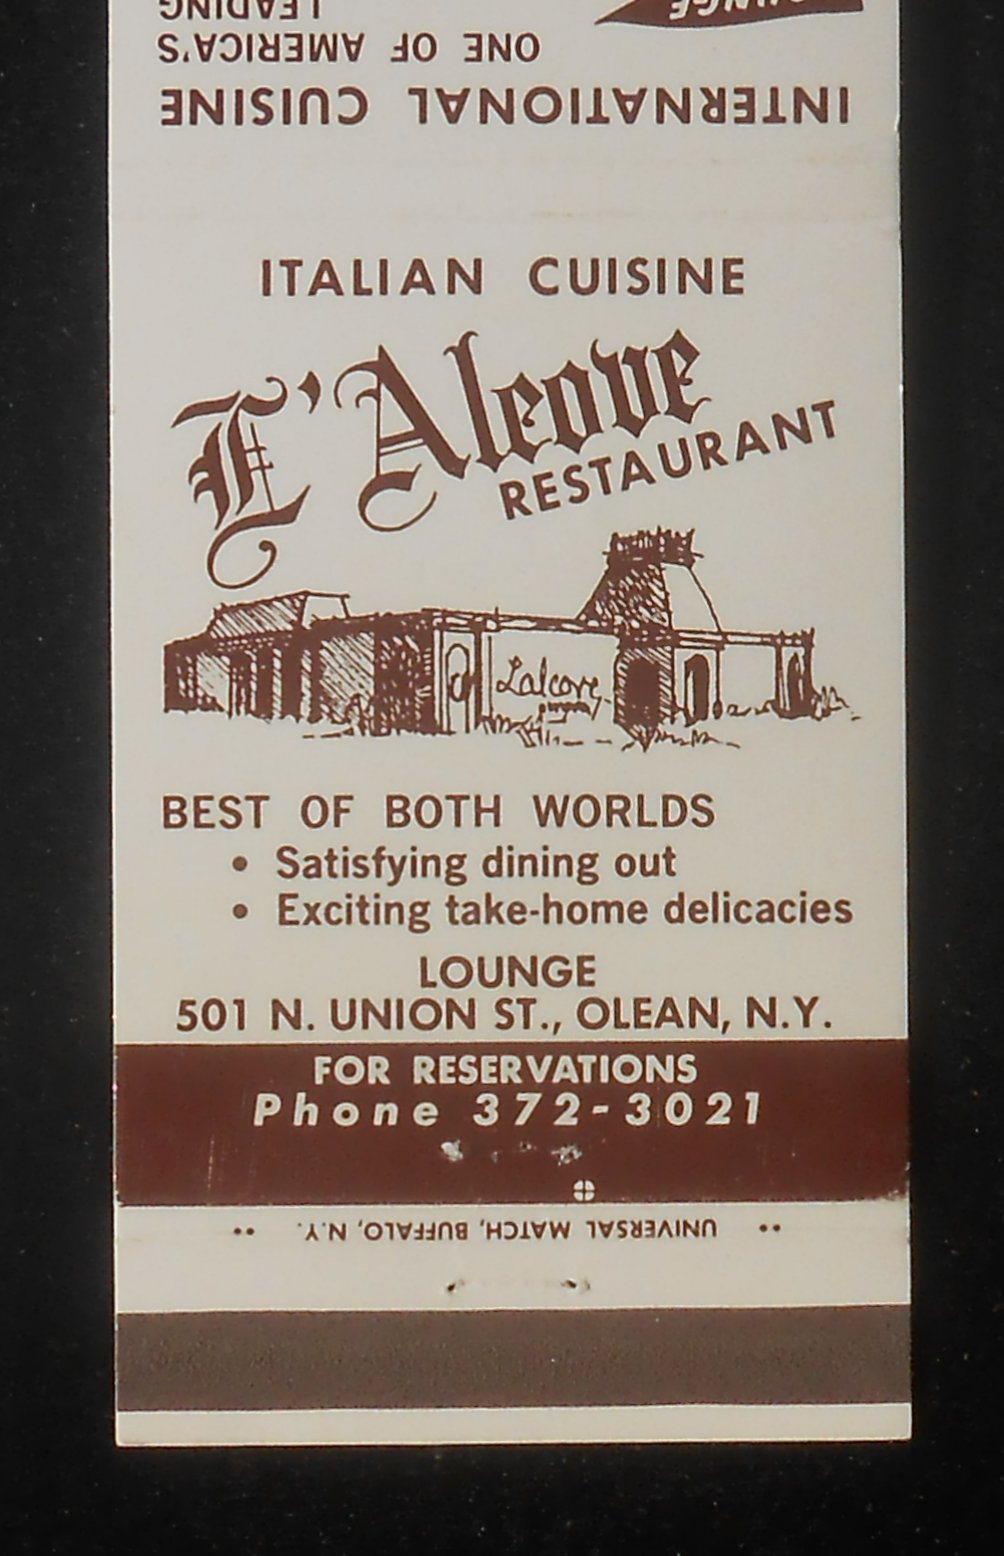 UNGE
LEADING
ONE OF AMERICA'S
INTERNATIONAL CUISINE
ITALIAN CUISINE
L'Alcove
RESTAURANT
Lalcove
BEST OF BOTH WORLDS
• Satisfying dining out
• Exciting take-home delicacies
LOUNGE
501 N. UNION ST., OLEAN, N.Y.
FOR RESERVATIONS
Phone 372-3021
•• UNIVERSAL MATCH, BUFFALO, N.Y. ••